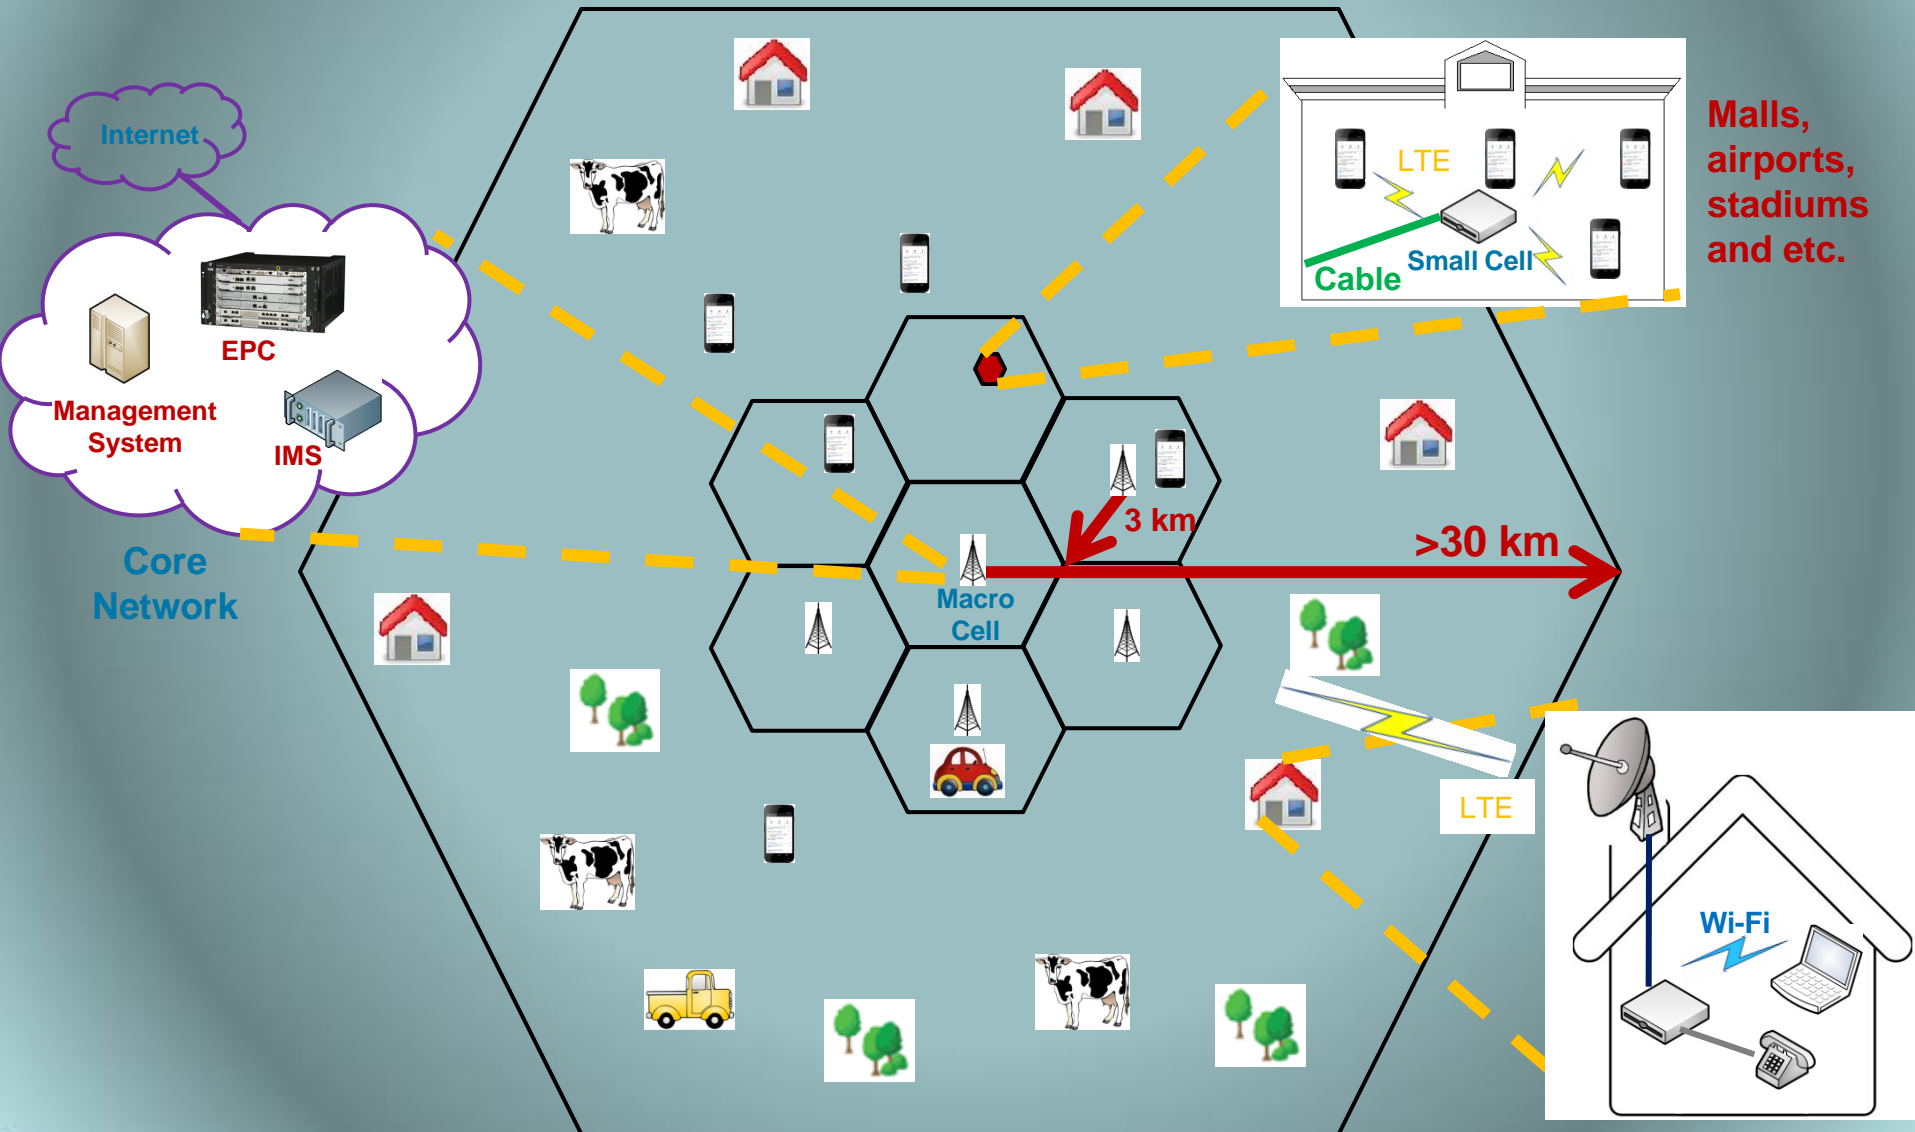 Internet
EPC
Management
System
IMS
Core
Network
LTE
Cable
Small Cell
Malls,
airports,
stadiums
and etc.
3 km
>30 km
Macro
Cell
LTE
Wi-Fi